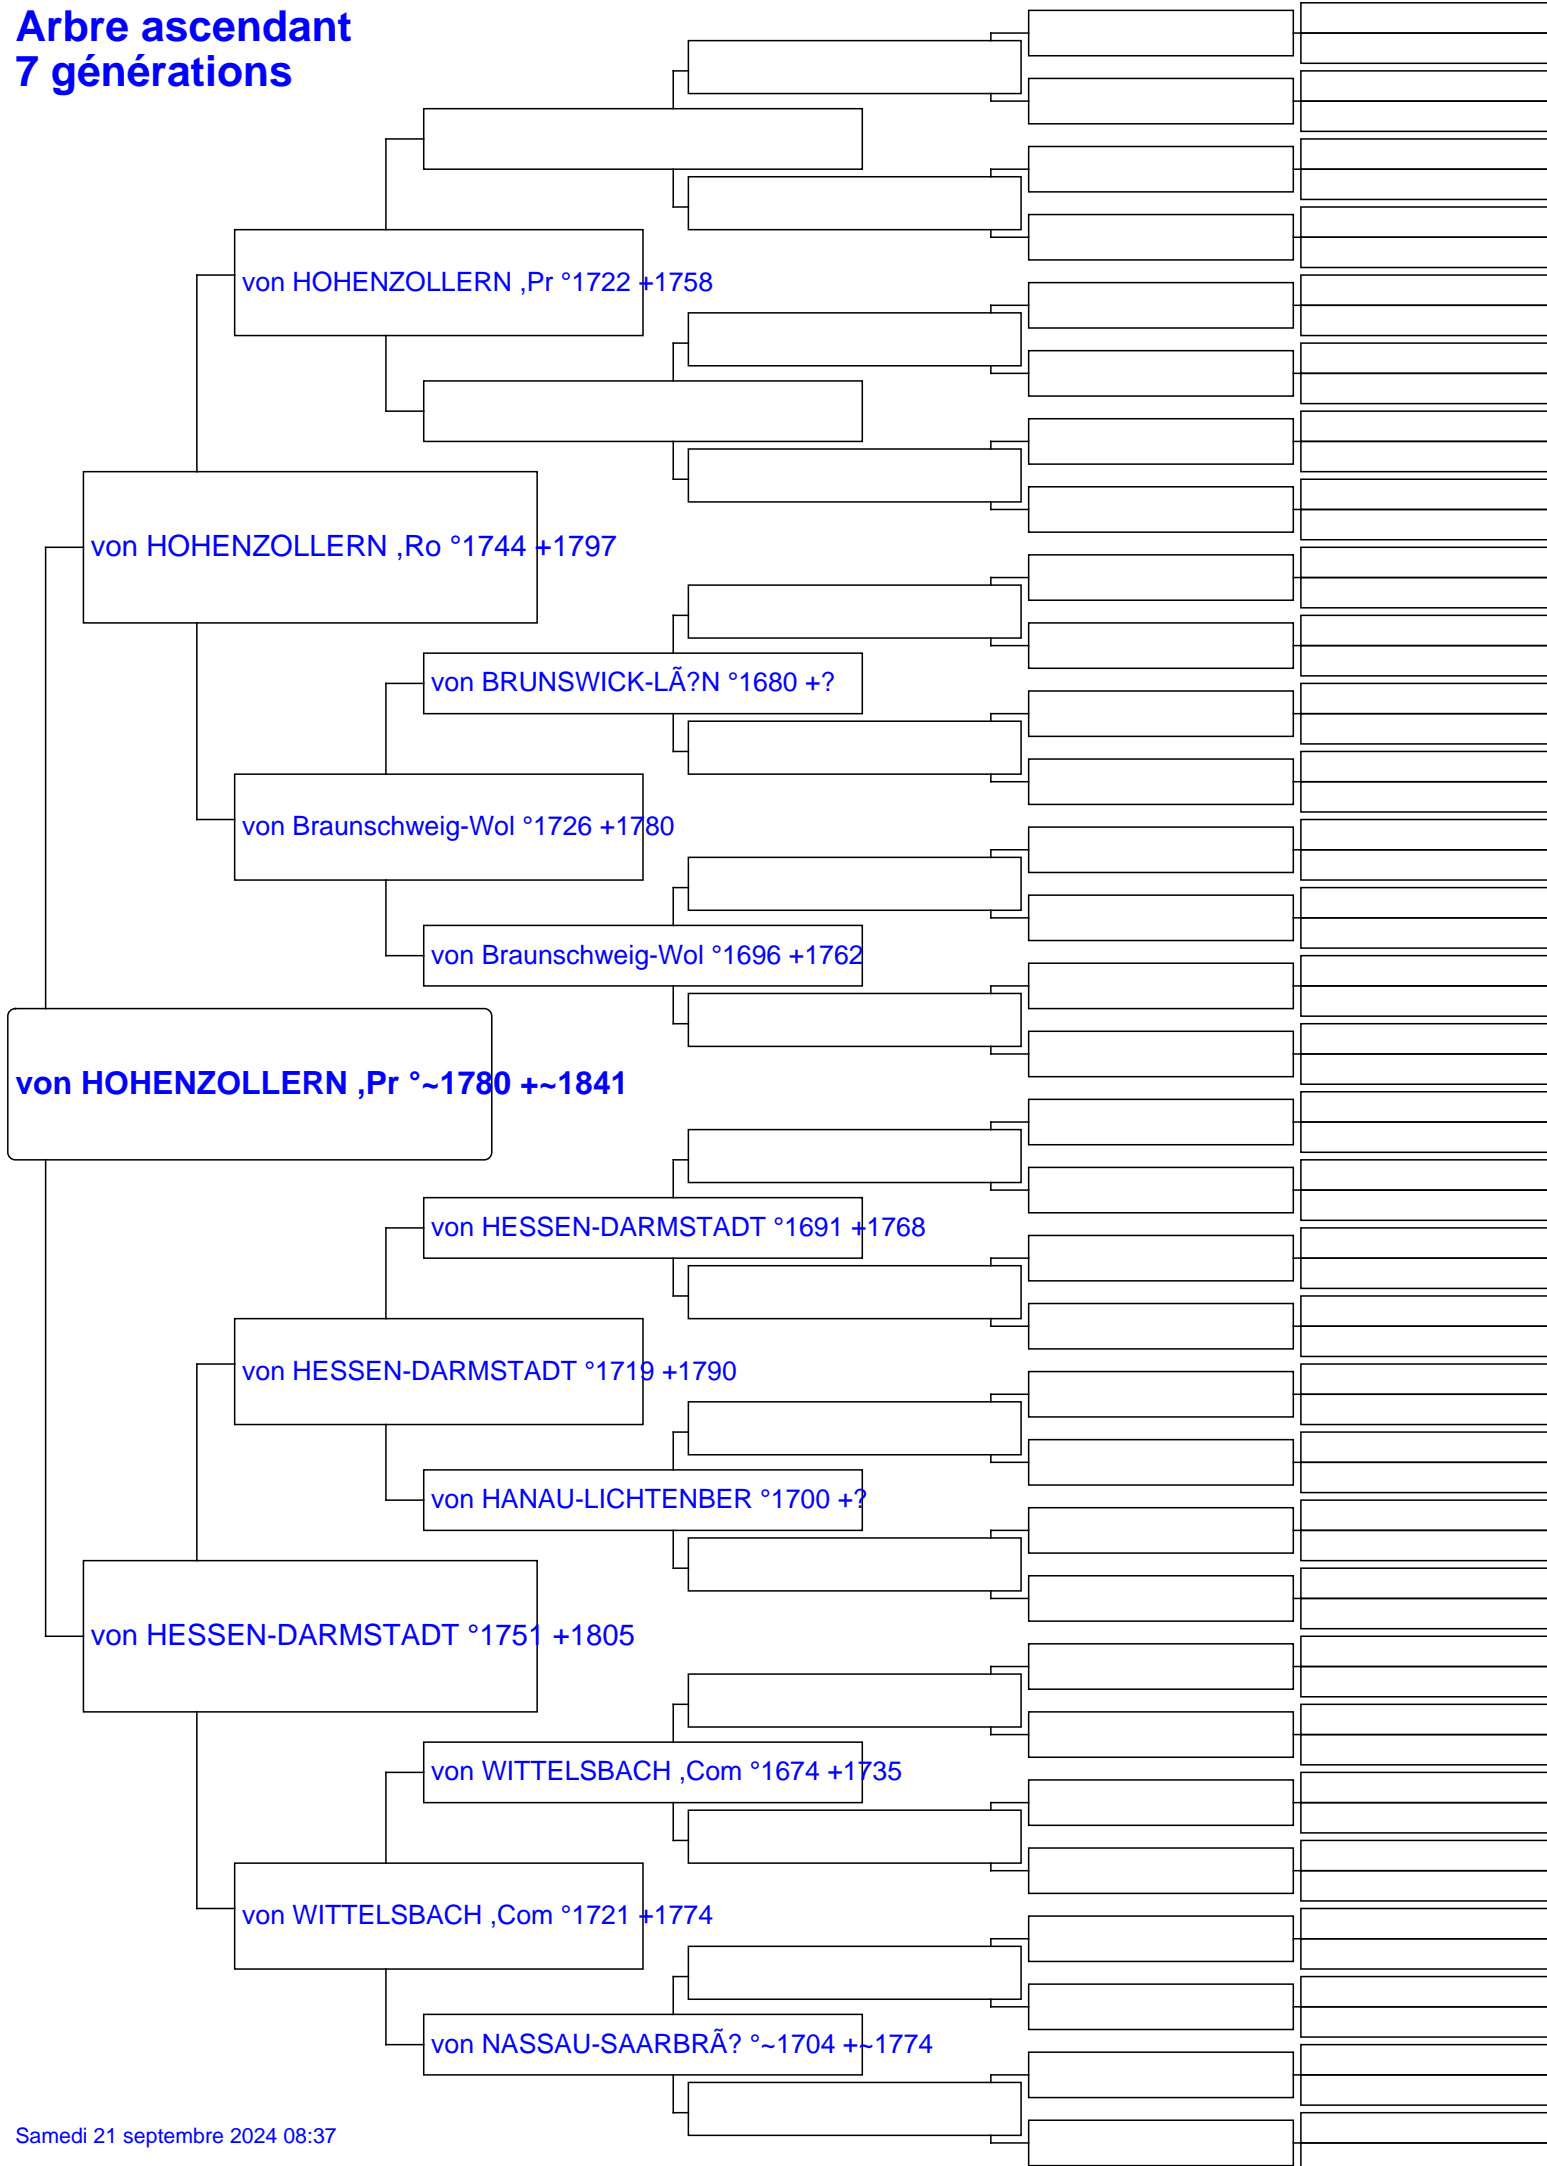 Arbre ascendant
7 générations
von HOHENZOLLERN ,Pr °1722 +1758
von HOHENZOLLERN ,Ro °1744 +1797
von BRUNSWICK-LÃ?N °1680 +?
von Braunschweig-Wol °1726 +1780
von Braunschweig-Wol °1696 +1762
von HOHENZOLLERN ,Pr °~1780 +~1841
von HESSEN-DARMSTADT °1691 +1768
von HESSEN-DARMSTADT °1719 +1790
von HANAU-LICHTENBER °1700 +?
von HESSEN-DARMSTADT °1751 +1805
von WITTELSBACH ,Com °1674 +1735
von WITTELSBACH ,Com °1721 +1774
von NASSAU-SAARBRÃ? °~1704 +~1774
Samedi 21 septembre 2024 08:37